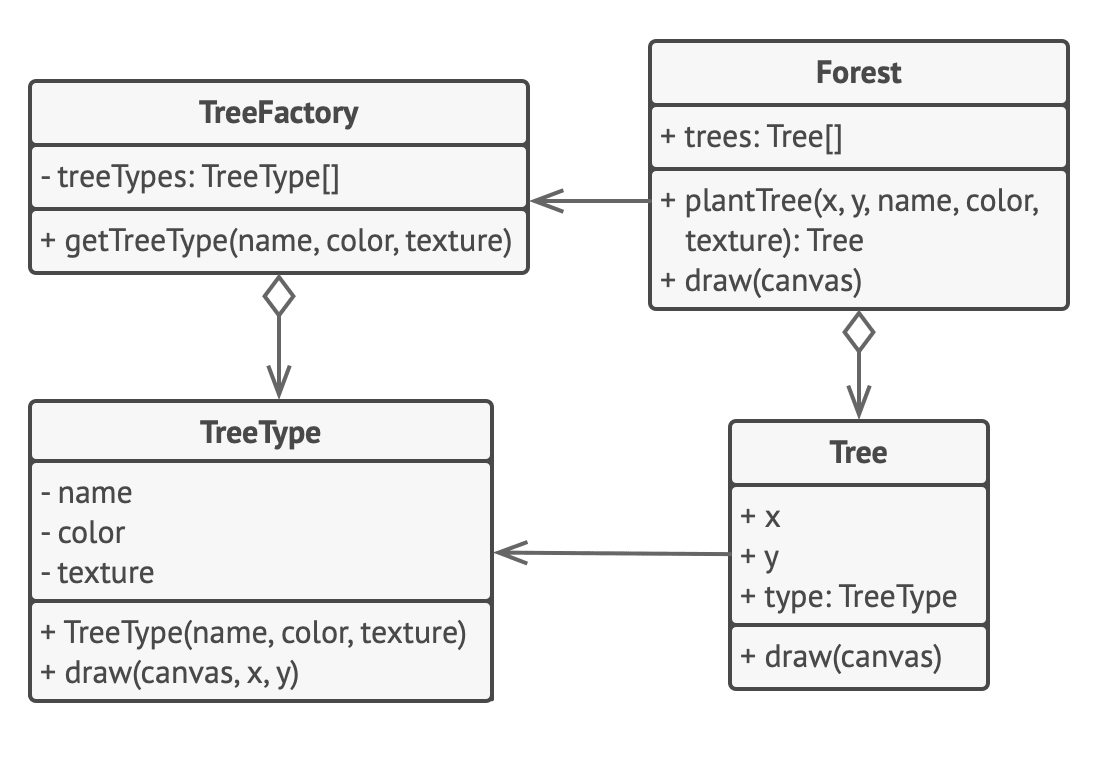 TreeFactory
- treeTypes: TreeType[]
+ getTreeType(name, color, texture)
Forest
+ trees: Tree[]
+ plantTree(x, y, name, color,
texture): Tree
+ draw(canvas)
TreeType
- name
- color
- texture
+ TreeType(name, color, texture)
+ draw(canvas, x, y)
Tree
+ x
+ y
+ type: TreeType
+ draw(canvas)